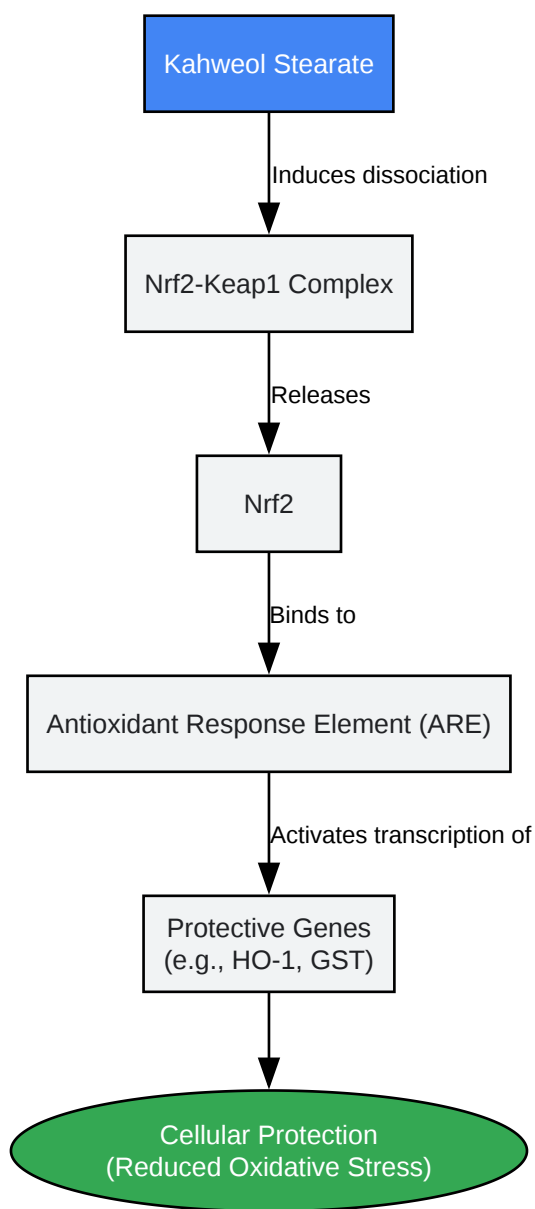 Kahweol Stearate
Induces dissociation
Nrf2-Keap1 Complex
Releases
Nrf2
Binds to
Antioxidant Response Element (ARE)
Activates transcription of
Protective Genes
(e.g., HO-1, GST)
Cellular Protection
(Reduced Oxidative Stress)